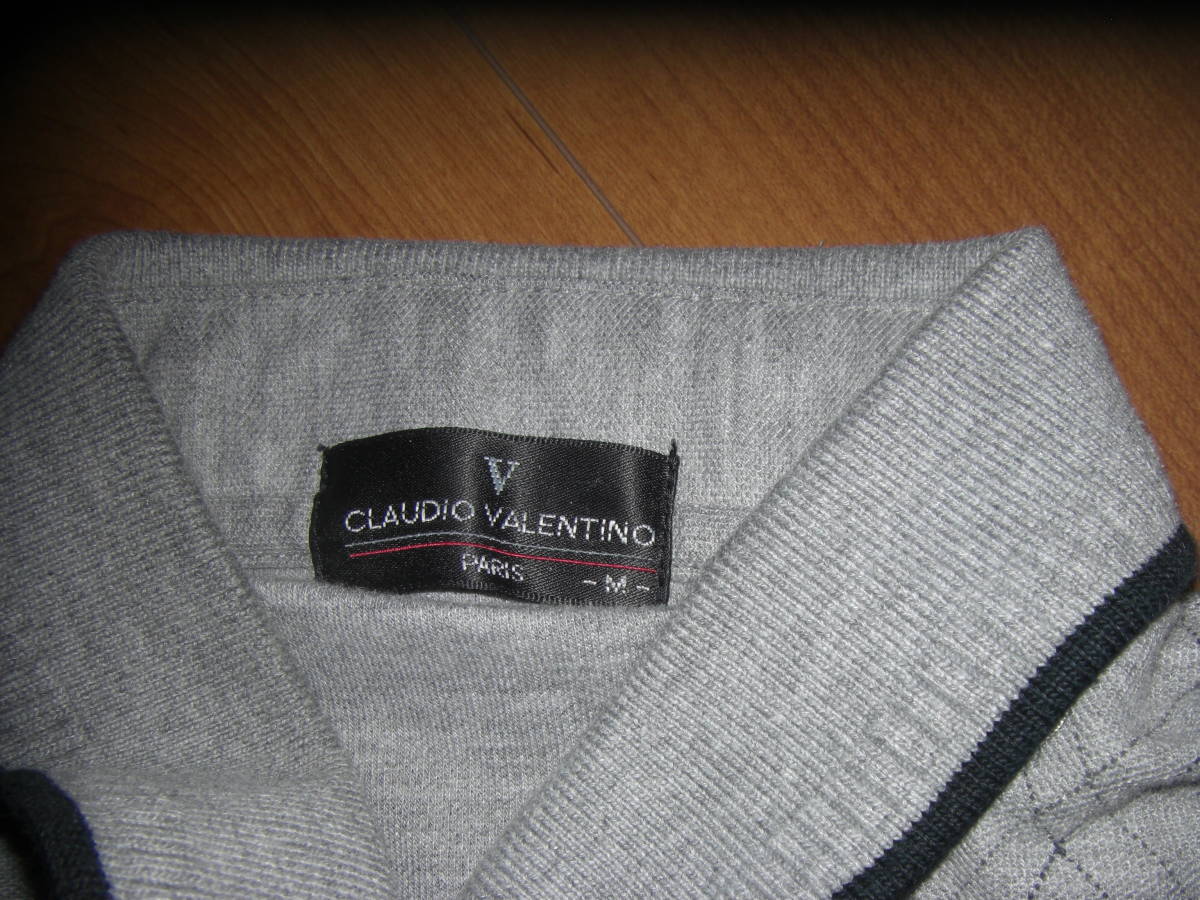 V
CLAUDIO VALENTINO
PARIS
- M -